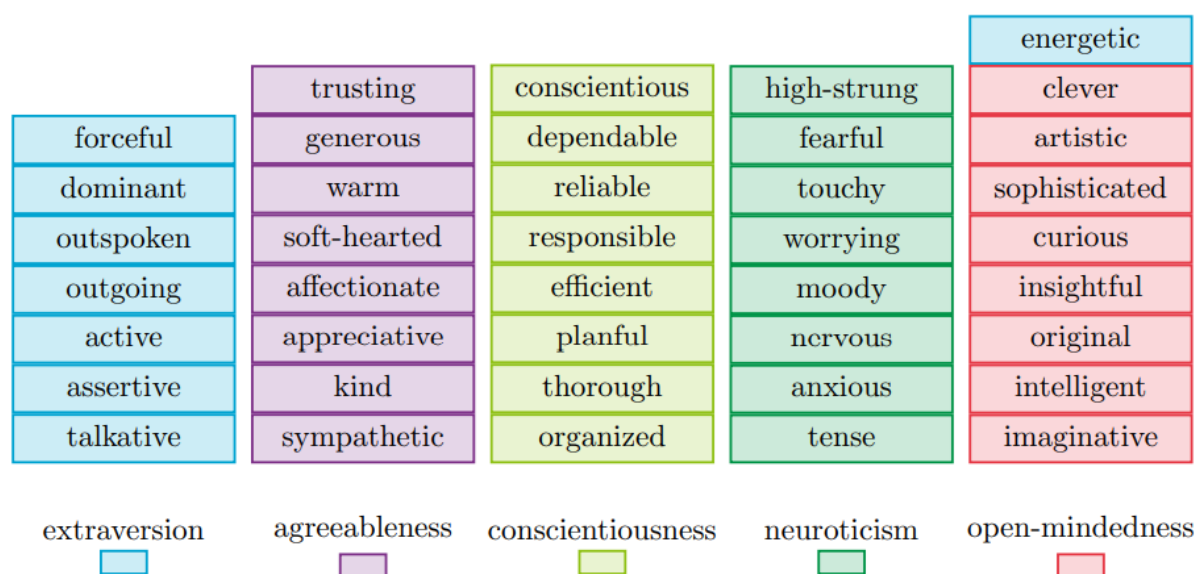 energetic
trusting conscientious high-strung clever
forceful generous dependable fearful artistic
dominant warm reliable touchy sophisticated
outspoken soft-hearted responsible worrying curious
outgoing affectionate efficient moody insightful
active appreciative planful nervous original
assertive kind thorough anxious intelligent
talkative sympathetic organized tense imaginative
extraversion agreeableness conscientiousness neuroticism open-mindedness